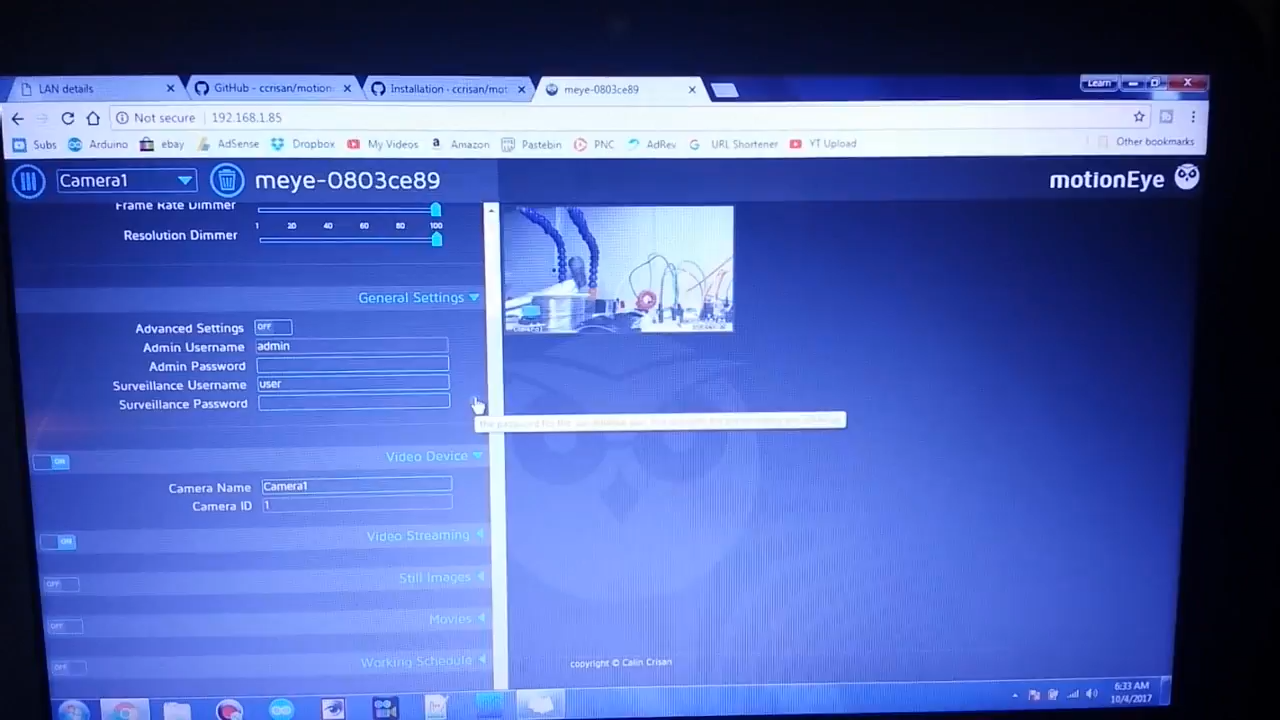 LAN details
GitHub - ccrisan/motion
Installation - ccrisan/mot
meye-0803ce89
Learn
Not secure 192.168.1.85
Subs Arduino ebay AdSense Dropbox My Videos Amazon Pastebin PNC AdRev URL Shortener YT Upload Other bookmarks
Camera1 meye-0803ce89 motionEye
Frame Rate Dimmer
1 20 40 60 80 100
Resolution Dimmer
General Settings
Advanced Settings OFF
Admin Username admin
Admin Password
Surveillance Username user
Surveillance Password
ON Video Device
Camera Name Camera1
Camera ID 1
ON Video Streaming
OFF Still Images
OFF Movies
OFF Working Schedule
copyright © Calin Crisan
6:33 AM
10/4/2017